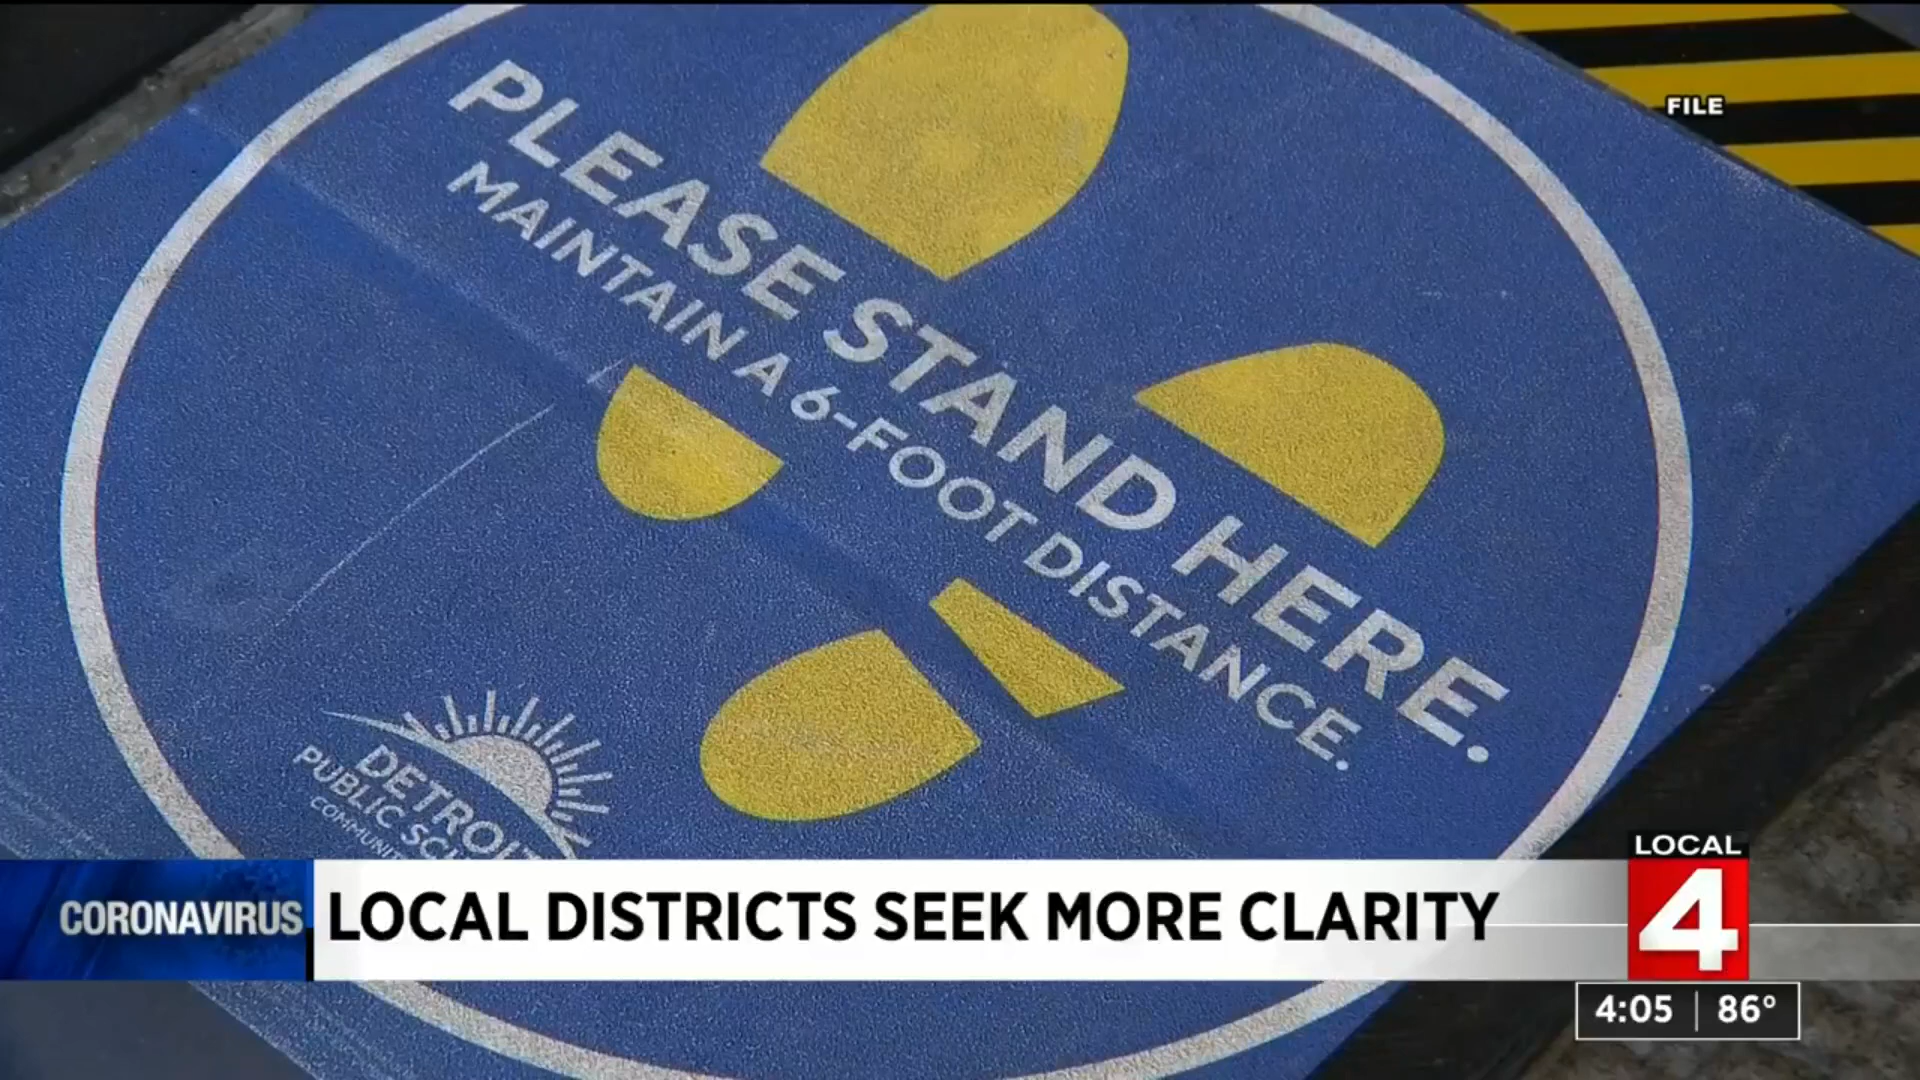 FILE
PLEASE STAND HERE.
MAINTAIN A 6-FOOT DISTANCE.
DETROIT
PUBLIC
COMMUNIT
CORONAVIRUS
LOCAL DISTRICTS SEEK MORE CLARITY
LOCAL
4
4:05 86°